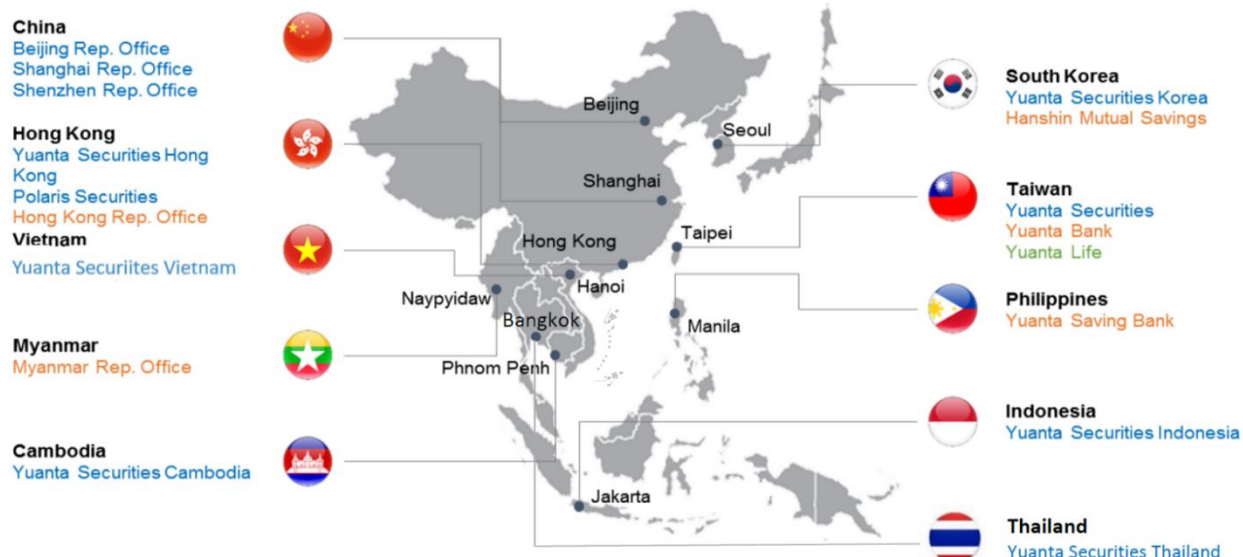 China
Beijing Rep. Office
Shanghai Rep. Office
Shenzhen Rep. Office
Hong Kong
Yuanta Securities Hong
Kong
Polaris Securities
Hong Kong Rep. Office
Vietnam
Yuanta Securiites Vietnam
Myanmar
Myanmar Rep. Office
Cambodia
Yuanta Securities Cambodia
Beijing
Seoul
Shanghai
Taipei
Hong Kong
Hanoi
Naypyidaw
Bangkok
Manila
Phnom Penh
Jakarta
South Korea
Yuanta Securities Korea
Hanshin Mutual Savings
Taiwan
Yuanta Securities
Yuanta Bank
Yuanta Life
Philippines
Yuanta Saving Bank
Indonesia
Yuanta Securities Indonesia
Thailand
Yuanta Securities Thailand